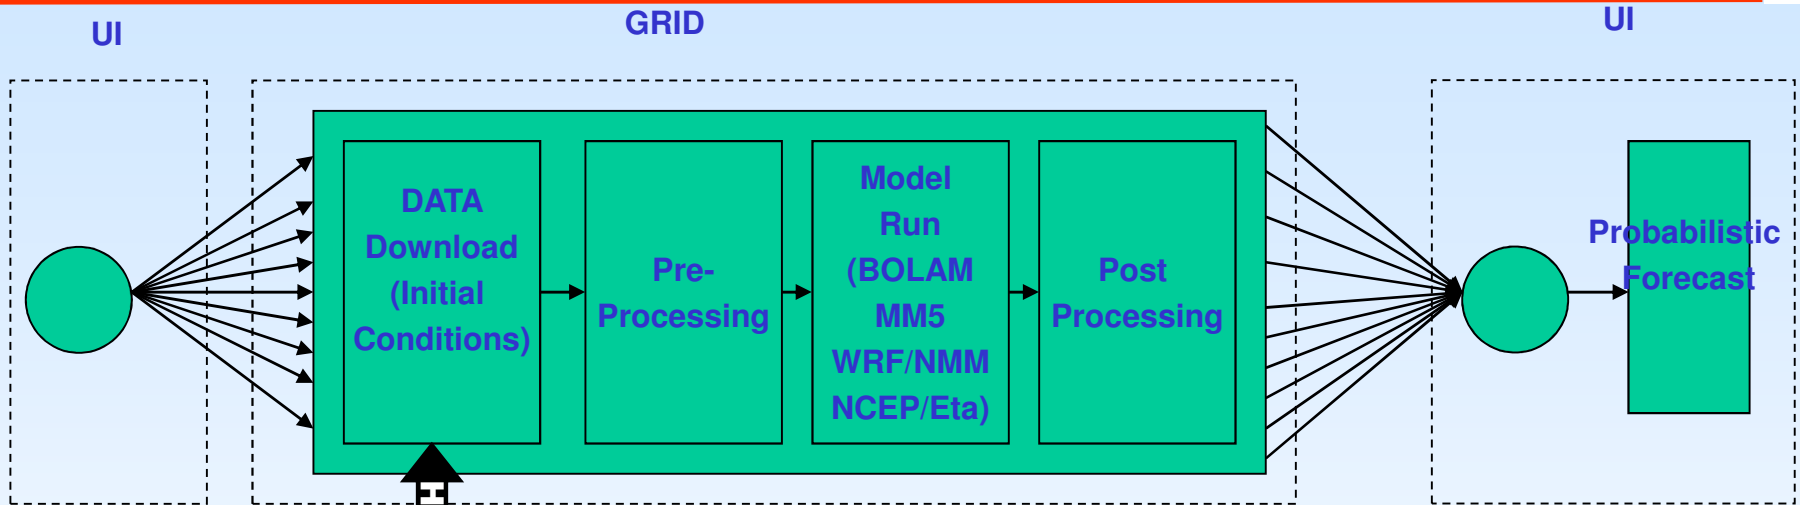 UI
GRID
UI
DATA
Download
(Initial
Conditions)
Pre-
Processing
Model
Run
(BOLAM
MM5
WRF/NMM
NCEP/Eta)
Post
Processing
Probabilistic
Forecast